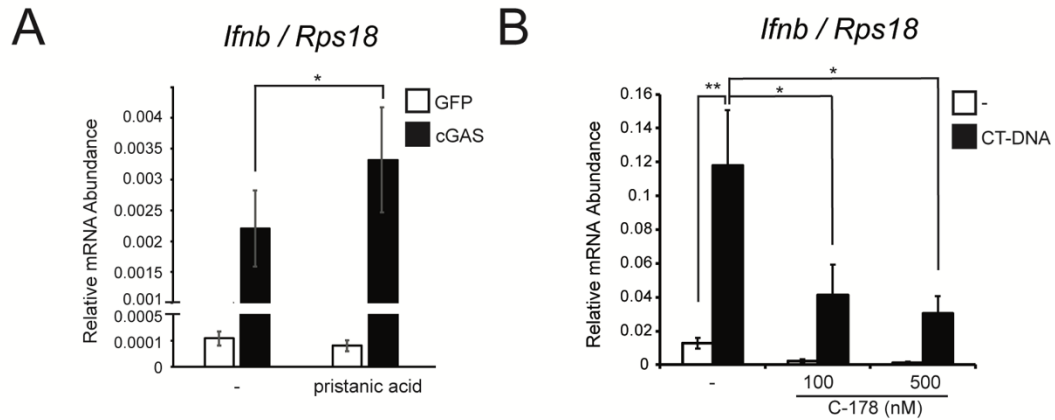 A
Ifnb / Rps18
*
GFP
cGAS
Relative mRNA Abundance
0.004
0.0035
0.003
0.0025
0.002
0.0015
0.001
0.0005
0.0001
0
-
pristanic acid
B
Ifnb / Rps18
**
*
*
-
CT-DNA
Relative mRNA Abundance
0.16
0.14
0.12
0.1
0.08
0.06
0.04
0.02
0
- 100 500
C-178 (nM)